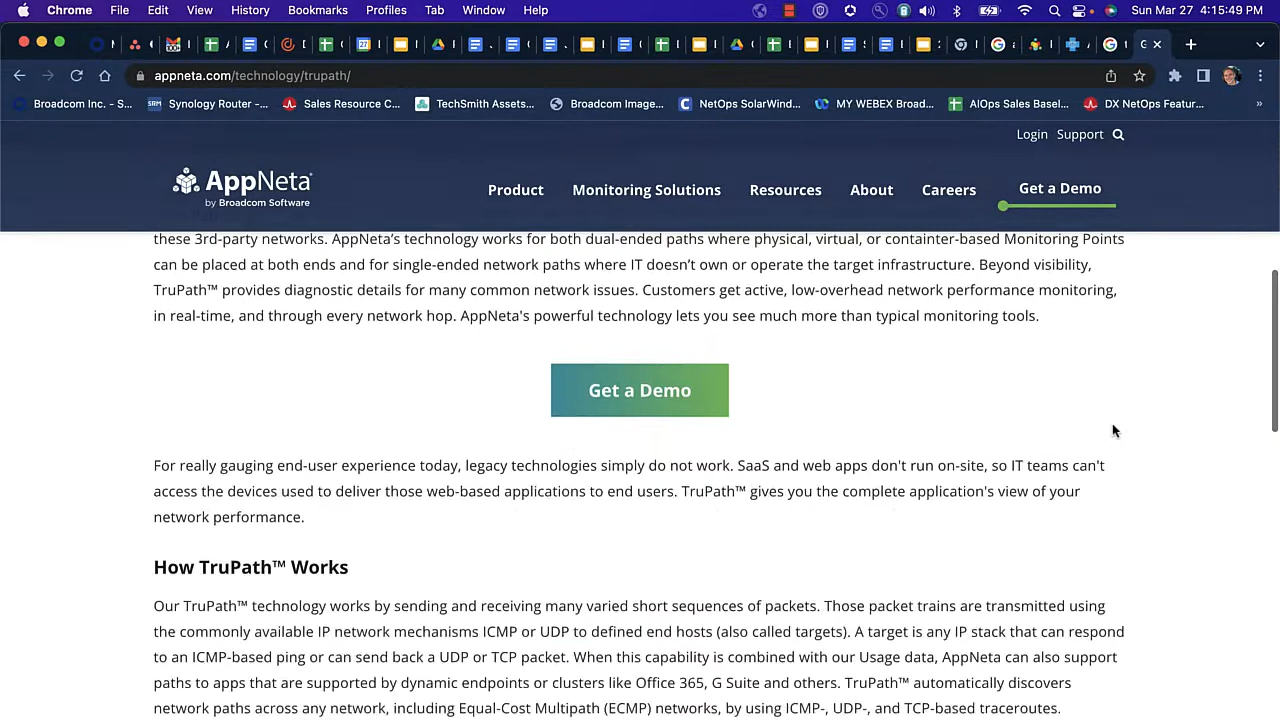 Chrome File Edit View History Bookmarks Profiles Tab Window Help Sun Mar 27 4:15:49 PM
appneta.com/technology/trupath/
Broadcom Inc. - S... Synology Router -... Sales Resource C... TechSmith Assets... Broadcom Image... NetOps SolarWind... MY WEBEX Broad... AIOps Sales Basel... DX NetOps Featur... »
Login Support
AppNeta
by Broadcom Software
Product Monitoring Solutions Resources About Careers Get a Demo
these 3rd-party networks. AppNeta's technology works for both dual-ended paths where physical, virtual, or containter-based Monitoring Points
can be placed at both ends and for single-ended network paths where IT doesn't own or operate the target infrastructure. Beyond visibility,
TruPath™ provides diagnostic details for many common network issues. Customers get active, low-overhead network performance monitoring,
in real-time, and through every network hop. AppNeta's powerful technology lets you see much more than typical monitoring tools.
Get a Demo
For really gauging end-user experience today, legacy technologies simply do not work. SaaS and web apps don't run on-site, so IT teams can't
access the devices used to deliver those web-based applications to end users. TruPath™ gives you the complete application's view of your
network performance.
How TruPath™ Works
Our TruPath™ technology works by sending and receiving many varied short sequences of packets. Those packet trains are transmitted using
the commonly available IP network mechanisms ICMP or UDP to defined end hosts (also called targets). A target is any IP stack that can respond
to an ICMP-based ping or can send back a UDP or TCP packet. When this capability is combined with our Usage data, AppNeta can also support
paths to apps that are supported by dynamic endpoints or clusters like Office 365, G Suite and others. TruPath™ automatically discovers
network paths across any network, including Equal-Cost Multipath (ECMP) networks, by using ICMP-, UDP-, and TCP-based traceroutes.